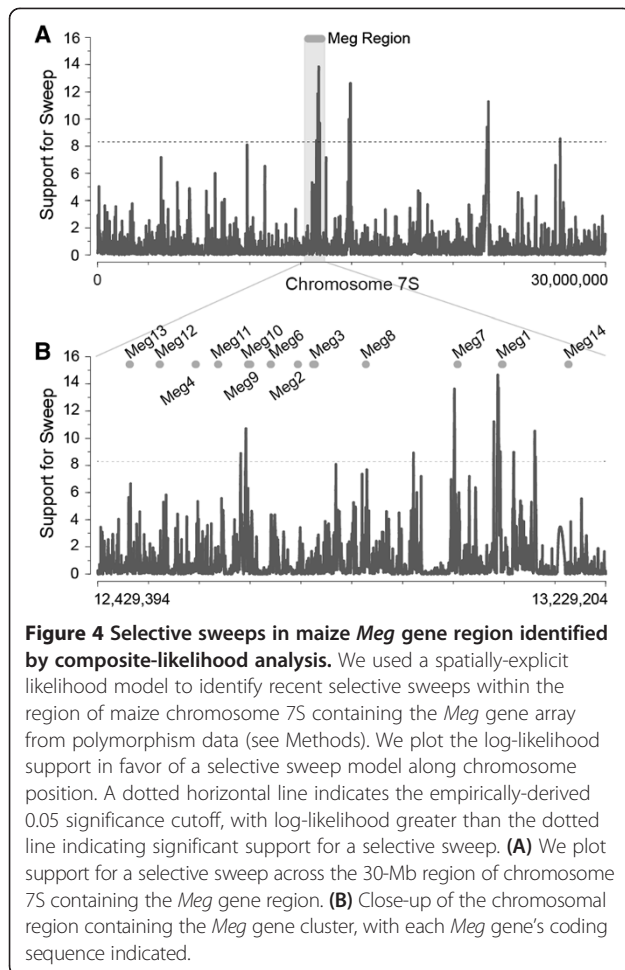 A
Meg Region
Support for Sweep
16
14
12
10
8
6
4
2
0
0
Chromosome 7S
30,000,000
B
Meg13
Meg12
Meg4
Meg11
Meg10
Meg9
Meg6
Meg2
Meg3
Meg8
Meg7
Meg1
Meg14
Support for Sweep
16
14
12
10
8
6
4
2
0
12,429,394
13,229,204
Figure 4 Selective sweeps in maize Meg gene region identified
by composite-likelihood analysis. We used a spatially-explicit
likelihood model to identify recent selective sweeps within the
region of maize chromosome 7S containing the Meg gene array
from polymorphism data (see Methods). We plot the log-likelihood
support in favor of a selective sweep model along chromosome
position. A dotted horizontal line indicates the empirically-derived
0.05 significance cutoff, with log-likelihood greater than the dotted
line indicating significant support for a selective sweep. (A) We plot
support for a selective sweep across the 30-Mb region of chromosome
7S containing the Meg gene region. (B) Close-up of the chromosomal
region containing the Meg gene cluster, with each Meg gene's coding
sequence indicated.